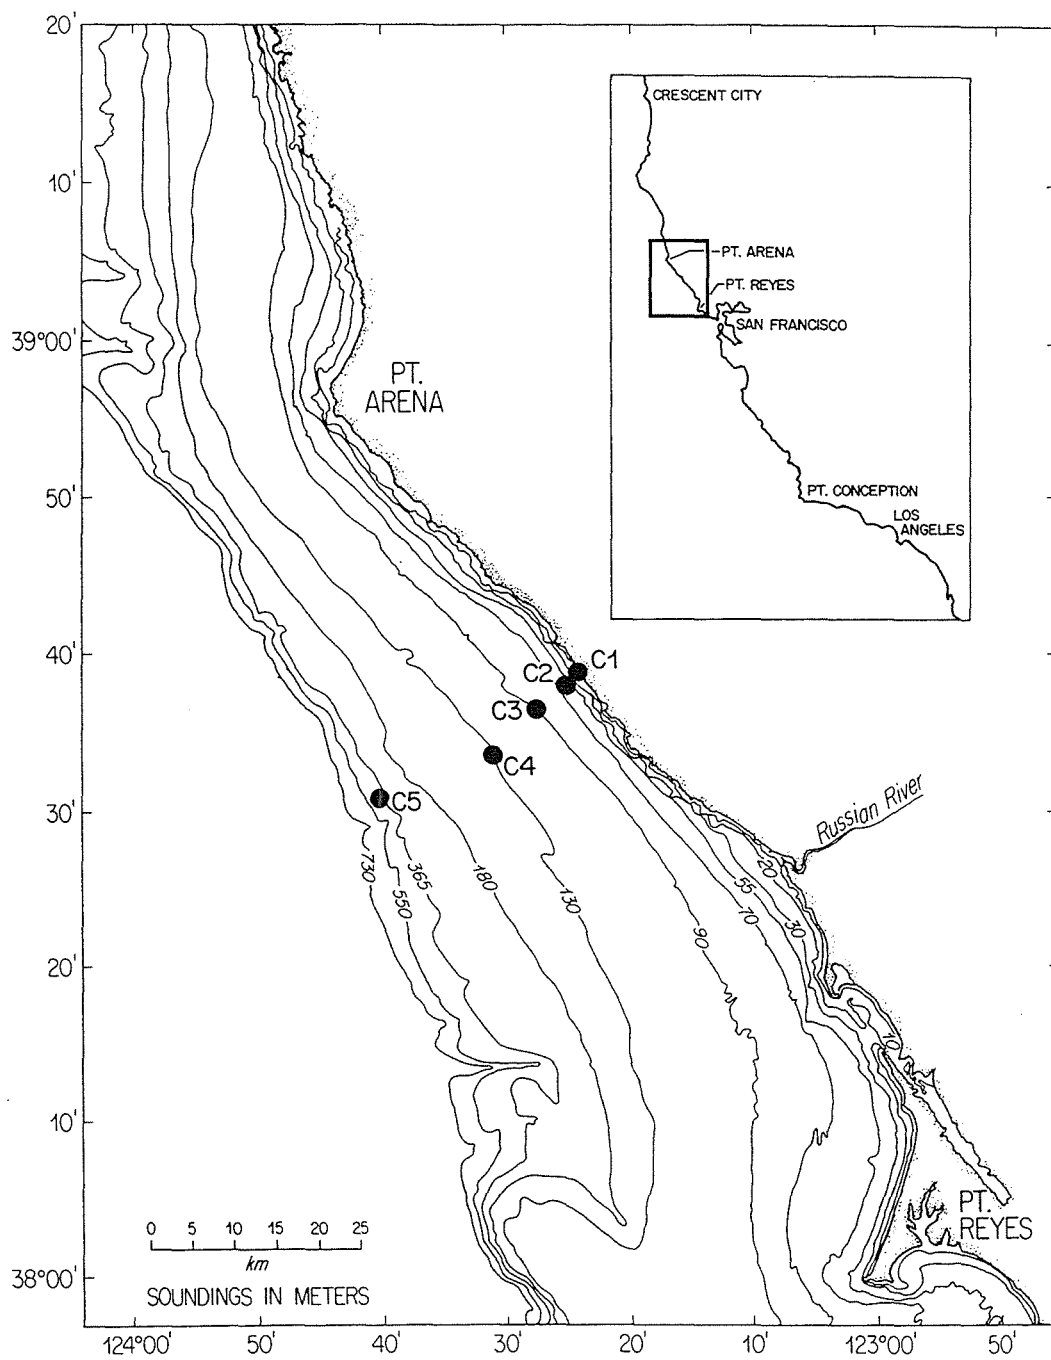 20'
10'
39°00'
50'
40'
30'
20'
10'
38°00'
124°00'
50'
40'
30'
20'
10'
123°00'
50'
CRESCENT CITY
PT. ARENA
PT. REYES
SAN FRANCISCO
PT. CONCEPTION
LOS
ANGELES
PT.
ARENA
C1
C2
C3
C4
C5
Russian River
730
550
365
180
130
90
70
55
30
20
10
PT.
REYES
0 5 10 15 20 25
km
SOUNDINGS IN METERS